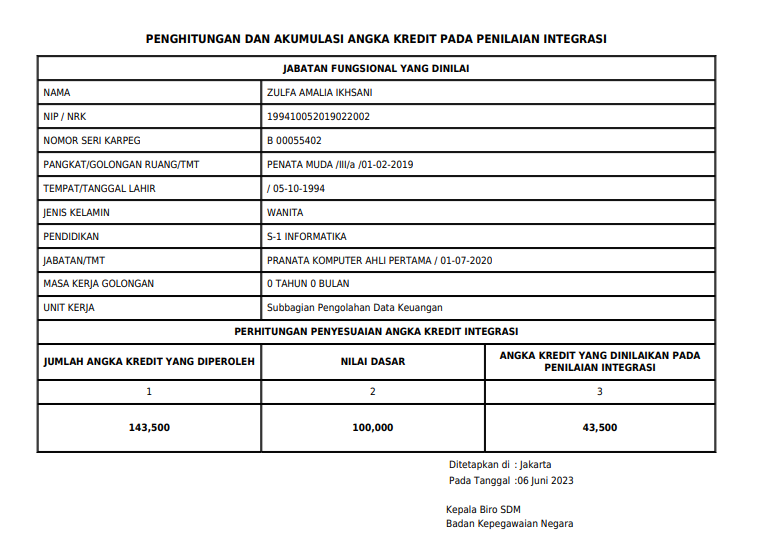 PENGHITUNGAN DAN AKUMULASI ANGKA KREDIT PADA PENILAIAN INTEGRASI
JABATAN FUNGSIONAL YANG DINILAI
NAMA ZULFA AMALIA IKHSANI
NIP / NRK 199410052019022002
NOMOR SERI KARPEG B 00055402
PANGKAT/GOLONGAN RUANG/TMT PENATA MUDA /III/a /01-02-2019
TEMPAT/TANGGAL LAHIR / 05-10-1994
JENIS KELAMIN WANITA
PENDIDIKAN S-1 INFORMATIKA
JABATAN/TMT PRANATA KOMPUTER AHLI PERTAMA / 01-07-2020
MASA KERJA GOLONGAN 0 TAHUN 0 BULAN
UNIT KERJA Subbagian Pengolahan Data Keuangan
PERHITUNGAN PENYESUAIAN ANGKA KREDIT INTEGRASI
JUMLAH ANGKA KREDIT YANG DIPEROLEH NILAI DASAR ANGKA KREDIT YANG DINILAIKAN PADA
PENILAIAN INTEGRASI
1 2 3
143,500 100,000 43,500
Ditetapkan di : Jakarta
Pada Tanggal :06 Juni 2023
Kepala Biro SDM
Badan Kepegawaian Negara